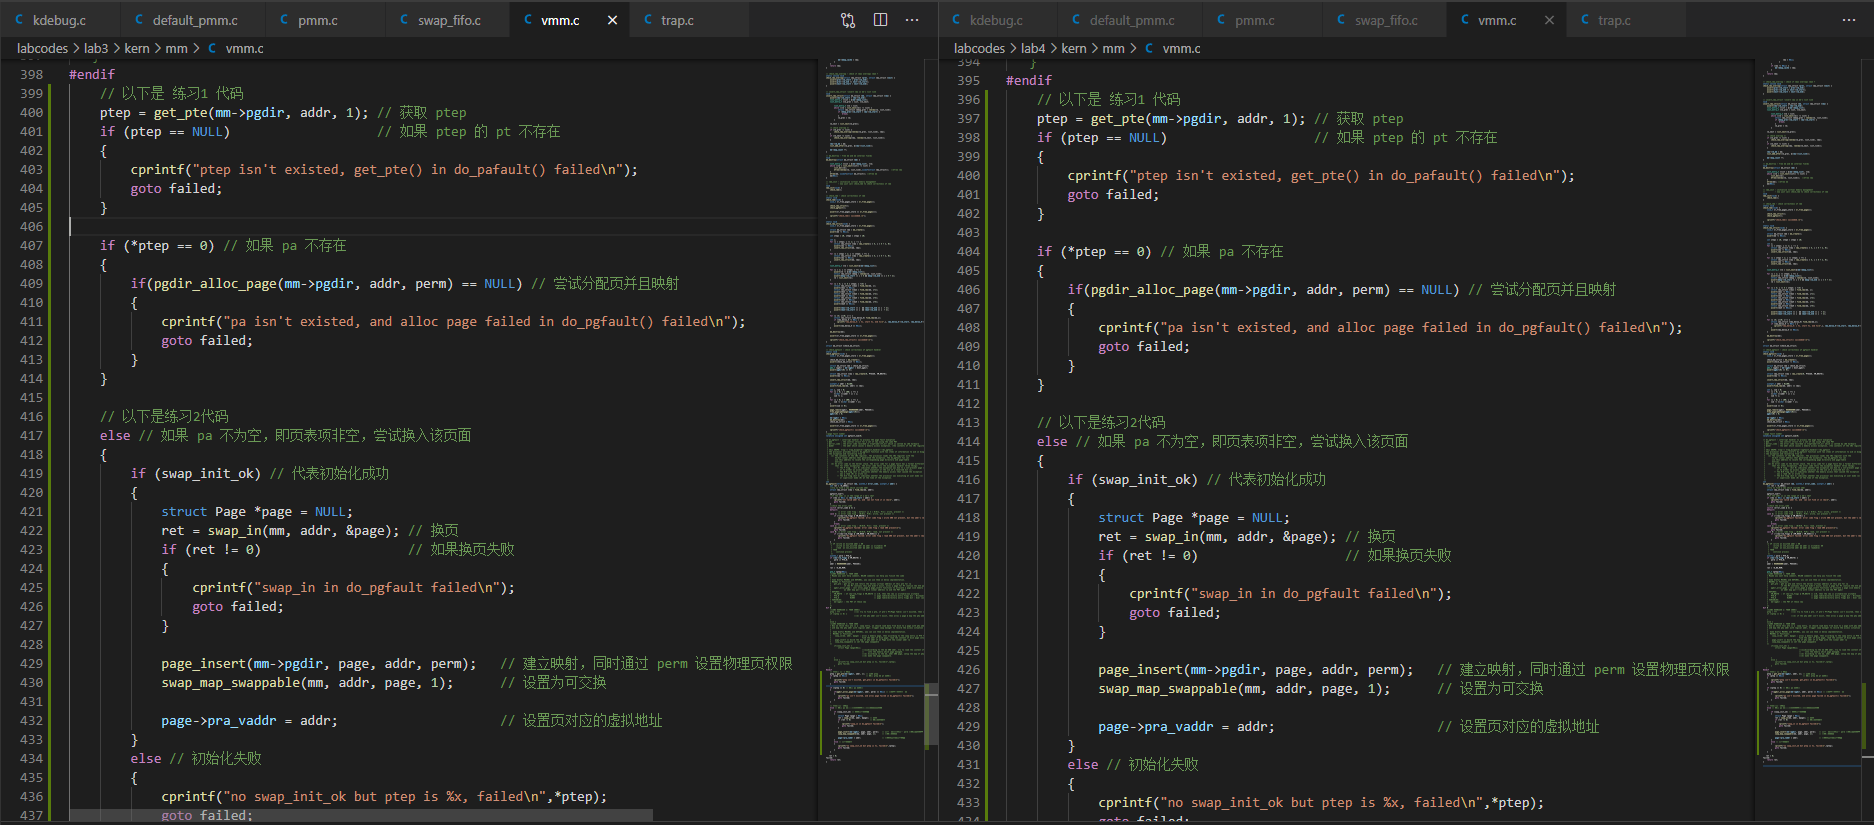 kdebug.c default_pmm.c pmm.c swap_fifo.c vmm.c trap.c
labcodes > lab3 > kern > mm > C vmm.c
398 #endif
399 // 以下是 练习1 代码
400 ptep = get_pte(mm->pgdir, addr, 1); // 获取 ptep
401 if (ptep == NULL) // 如果 ptep 的 pt 不存在
402 {
403 cprintf("ptep isn't existed, get_pte() in do_pafault() failed\n");
404 goto failed;
405 }
406
407 if (*ptep == 0) // 如果 pa 不存在
408 {
409 if(pgdir_alloc_page(mm->pgdir, addr, perm) == NULL) // 尝试分配页并且映射
410 {
411 cprintf("pa isn't existed, and alloc page failed in do_pgfault() failed\n");
412 goto failed;
413 }
414 }
415
416 // 以下是练习2代码
417 else // 如果 pa 不为空，即页表项非空，尝试换入该页面
418 {
419 if (swap_init_ok) // 代表初始化成功
420 {
421 struct Page *page = NULL;
422 ret = swap_in(mm, addr, &page); // 换页
423 if (ret != 0) // 如果换页失败
424 {
425 cprintf("swap_in in do_pgfault failed\n");
426 goto failed;
427 }
428
429 page_insert(mm->pgdir, page, addr, perm); // 建立映射，同时通过 perm 设置物理页权限
430 swap_map_swappable(mm, addr, page, 1); // 设置为可交换
431
432 page->pra_vaddr = addr; // 设置页对应的虚拟地址
433 }
434 else // 初始化失败
435 {
436 cprintf("no swap_init_ok but ptep is %x, failed\n",*ptep);
437 goto failed;
kdebug.c default_pmm.c pmm.c swap_fifo.c vmm.c trap.c
labcodes > lab4 > kern > mm > C vmm.c
394 }
395 #endif
396 // 以下是 练习1 代码
397 ptep = get_pte(mm->pgdir, addr, 1); // 获取 ptep
398 if (ptep == NULL) // 如果 ptep 的 pt 不存在
399 {
400 cprintf("ptep isn't existed, get_pte() in do_pafault() failed\n");
401 goto failed;
402 }
403
404 if (*ptep == 0) // 如果 pa 不存在
405 {
406 if(pgdir_alloc_page(mm->pgdir, addr, perm) == NULL) // 尝试分配页并且映射
407 {
408 cprintf("pa isn't existed, and alloc page failed in do_pgfault() failed\n");
409 goto failed;
410 }
411 }
412
413 // 以下是练习2代码
414 else // 如果 pa 不为空，即页表项非空，尝试换入该页面
415 {
416 if (swap_init_ok) // 代表初始化成功
417 {
418 struct Page *page = NULL;
419 ret = swap_in(mm, addr, &page); // 换页
420 if (ret != 0) // 如果换页失败
421 {
422 cprintf("swap_in in do_pgfault failed\n");
423 goto failed;
424 }
425
426 page_insert(mm->pgdir, page, addr, perm); // 建立映射，同时通过 perm 设置物理页权限
427 swap_map_swappable(mm, addr, page, 1); // 设置为可交换
428
429 page->pra_vaddr = addr; // 设置页对应的虚拟地址
430 }
431 else // 初始化失败
432 {
433 cprintf("no swap_init_ok but ptep is %x, failed\n",*ptep);
434 goto failed;